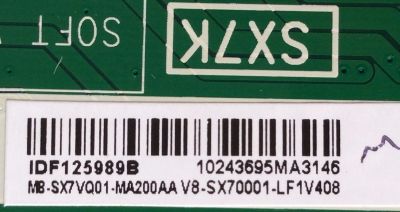 SOFT
SX7K
IDF125989B 10243695MA3146
MB-SX7VQ01-MA200AA V8-SX70001-LF1V408